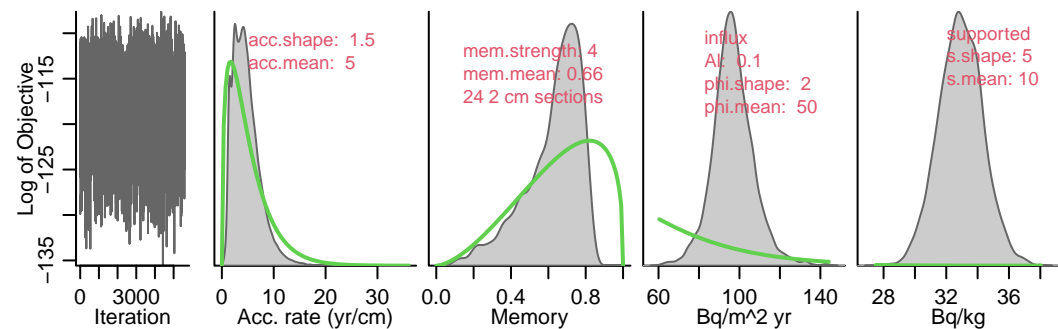 Log of Objective
−115
−125
−135
0
3000
Iteration
acc.shape: 1.5
acc.mean: 5
0
10
20
30
Acc. rate (yr/cm)
mem.strength: 4
mem.mean: 0.66
24 2 cm sections
0.0
0.4
0.8
Memory
influx
Al: 0.1
phi.shape: 2
phi.mean: 50
60
100
140
Bq/m^2 yr
supported
s.shape: 5
s.mean: 10
28
32
36
Bq/kg